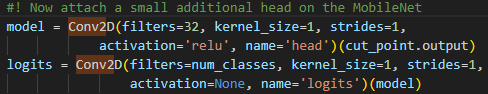 #! Now attach a small additional head on the MobileNet
model = Conv2D(filters=32, kernel_size=1, strides=1,
activation='relu', name='head')(cut_point.output)
logits = Conv2D(filters=num_classes, kernel_size=1, strides=1,
activation=None, name='logits')(model)